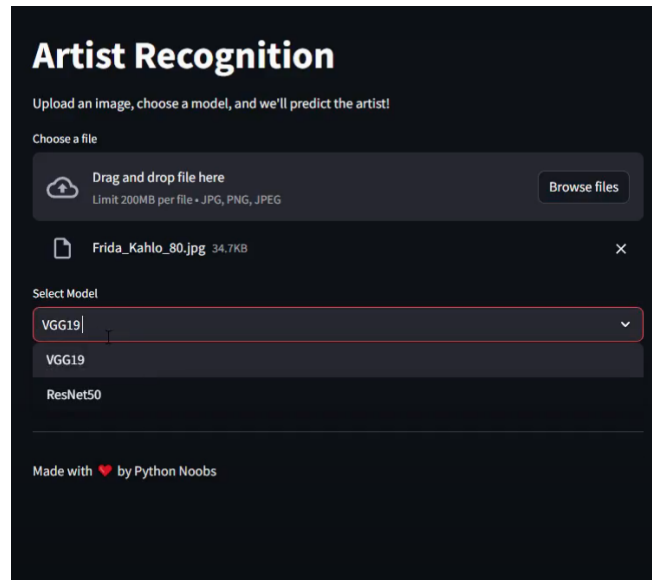 Artist Recognition
Upload an image, choose a model, and we'll predict the artist!
Choose a file
Drag and drop file here
Limit 200MB per file • JPG, PNG, JPEG
Browse files
Frida_Kahlo_80.jpg 34.7KB
Select Model
VGG19
VGG19
ResNet50
Made with ❤ by Python Noobs